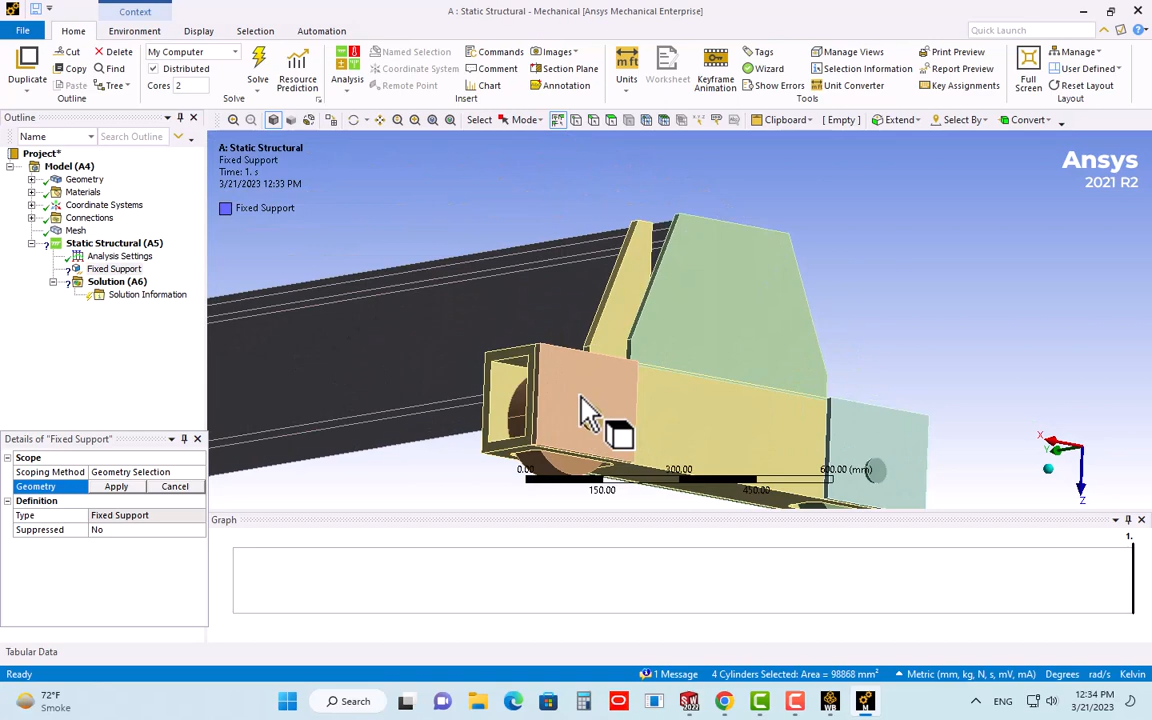 Context
A : Static Structural - Mechanical [Ansys Mechanical Enterprise]
File Home Environment Display Selection Automation Quick Launch
Duplicate Cut Copy Paste Delete Find Tree
Outline
My Computer Distributed Cores 2 Solve Resource Prediction
Solve
Analysis Named Selection Coordinate System Remote Point Commands Comment Chart Images Section Plane Annotation
Insert
Units Worksheet Keyframe Animation Tags Wizard Show Errors Manage Views Selection Information Unit Converter Print Preview Report Preview Key Assignments
Tools
Full Screen Manage User Defined Reset Layout
Layout
Outline
Select Mode Clipboard [ Empty ] Extend Select By Convert
Name Search Outline
Project*
Model (A4)
Geometry
Materials
Coordinate Systems
Connections
Mesh
Static Structural (A5)
Analysis Settings
Fixed Support
Solution (A6)
Solution Information
A: Static Structural
Fixed Support
Time: 1. s
3/21/2023 12:33 PM
Fixed Support
Ansys
2021 R2
Details of "Fixed Support"
Scope
Scoping Method Geometry Selection
Geometry Apply Cancel
Definition
Type Fixed Support
Suppressed No
0.00 300.00 600.00 (mm)
150.00 450.00
X
Y
Z
Graph
1.
Tabular Data
Ready 1 Message 4 Cylinders Selected: Area = 98868 mm² Metric (mm, kg, N, s, mV, mA) Degrees rad/s Kelvin
72°F
Smoke
Search
ENG
12:34 PM
3/21/2023